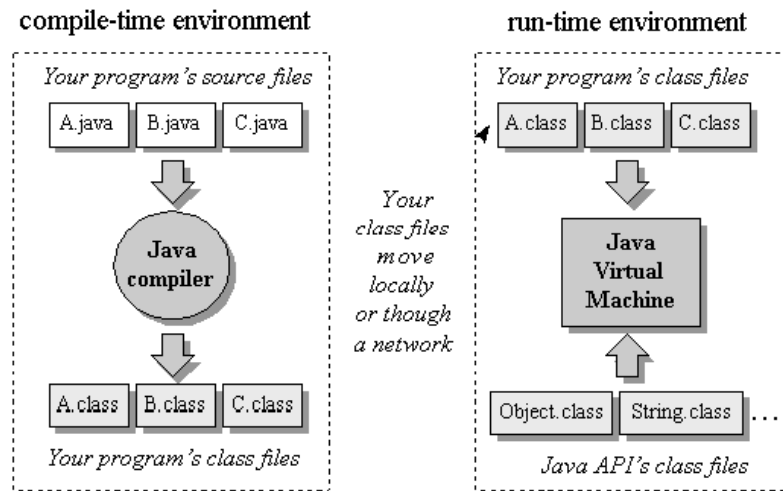 compile-time environment
Your program's source files
A.java B.java C.java
Java
compiler
A.class B.class C.class
Your program's class files
Your
class files
move
locally
or though
a network
run-time environment
Your program's class files
A.class B.class C.class
Java
Virtual
Machine
Object.class String.class ...
Java API's class files